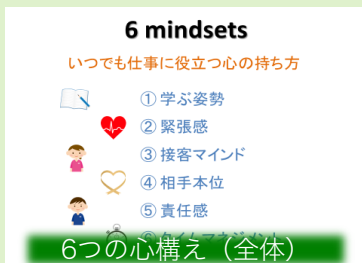 6 mindsets
いつでも仕事に役立つ心の持ち方
① 学ぶ姿勢
② 緊張感
③ 接客マインド
④ 相手本位
⑤ 責任感
6つの心構え（全体）